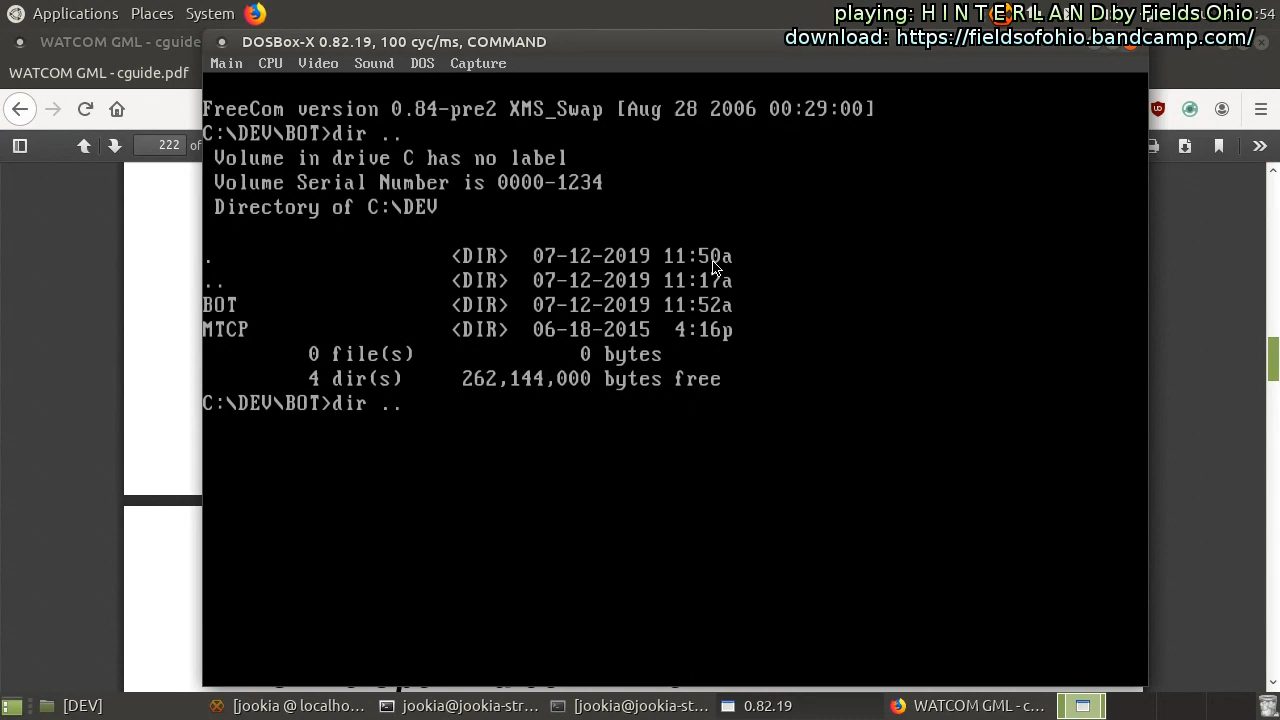 Applications Places System
playing: H I N T E R L A N D by Fields Ohio
:54
download: https://fieldsofohio.bandcamp.com/
WATCOM GML - cguide
DOSBox-X 0.82.19, 100 cyc/ms, COMMAND
WATCOM GML - cguide.pdf
Main CPU Video Sound DOS Capture
222 of
FreeCom version 0.84-pre2 XMS_Swap [Aug 28 2006 00:29:00]
C:\DEV\BOT>dir ..
Volume in drive C has no label
Volume Serial Number is 0000-1234
Directory of C:\DEV
. <DIR> 07-12-2019 11:50a
.. <DIR> 07-12-2019 11:17a
BOT <DIR> 07-12-2019 11:52a
MTCP <DIR> 06-18-2015 4:16p
0 file(s) 0 bytes
4 dir(s) 262,144,000 bytes free
C:\DEV\BOT>dir ..
[DEV] [jookia @ localho... jookia@jookia-str... [jookia@jookia-st... 0.82.19 WATCOM GML - c...